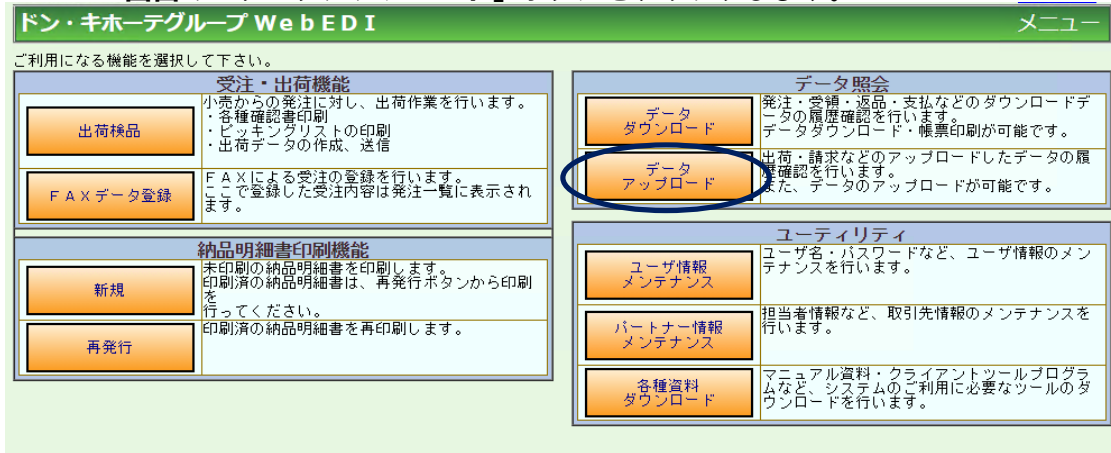 ドン・キホーテグループ WebEDI
メニュー
ご利用になる機能を選択して下さい。
受注・出荷機能
出荷検品
小売からの発注に対し、出荷作業を行います。
・各種確認書印刷
・ピッキングリストの印刷
・出荷データの作成、送信
FAXデータ登録
FAXによる受注の登録を行います。
ここで登録した受注内容は発注一覧に表示され
ます。
納品明細書印刷機能
新規
未印刷の納品明細書を印刷します。
印刷済の納品明細書は、再発行ボタンから印刷
を
行ってください。
再発行
印刷済の納品明細書を再印刷します。
データ照会
データ
ダウンロード
発注・受領・返品・支払などのダウンロードデ
ータの履歴確認を行います。
データダウンロード・帳票印刷が可能です。
データ
アップロード
出荷・請求などのアップロードしたデータの履
歴確認を行います。
また、データのアップロードが可能です。
ユーティリティ
ユーザ情報
メンテナンス
ユーザ名・パスワードなど、ユーザ情報のメン
テナンスを行います。
パートナー情報
メンテナンス
担当者情報など、取引先情報のメンテナンスを
行います。
各種資料
ダウンロード
マニュアル資料・クライアントツールプログラ
ムなど、システムのご利用に必要なツールのダ
ウンロードを行います。